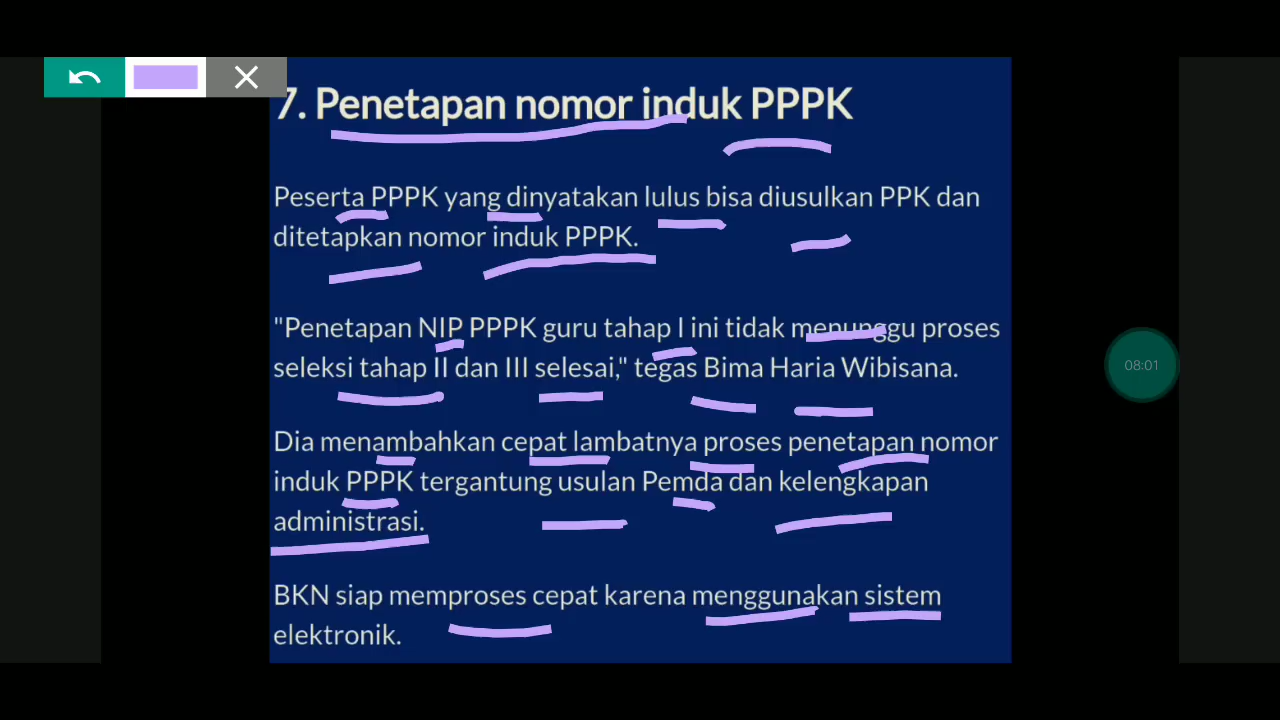 7. Penetapan nomor induk PPPK
Peserta PPPK yang dinyatakan lulus bisa diusulkan PPK dan
ditetapkan nomor induk PPPK.
"Penetapan NIP PPPK guru tahap I ini tidak menunggu proses
seleksi tahap II dan III selesai," tegas Bima Haria Wibisana.
Dia menambahkan cepat lambatnya proses penetapan nomor
induk PPPK tergantung usulan Pemda dan kelengkapan
administrasi.
BKN siap memproses cepat karena menggunakan sistem
elektronik.
08:01